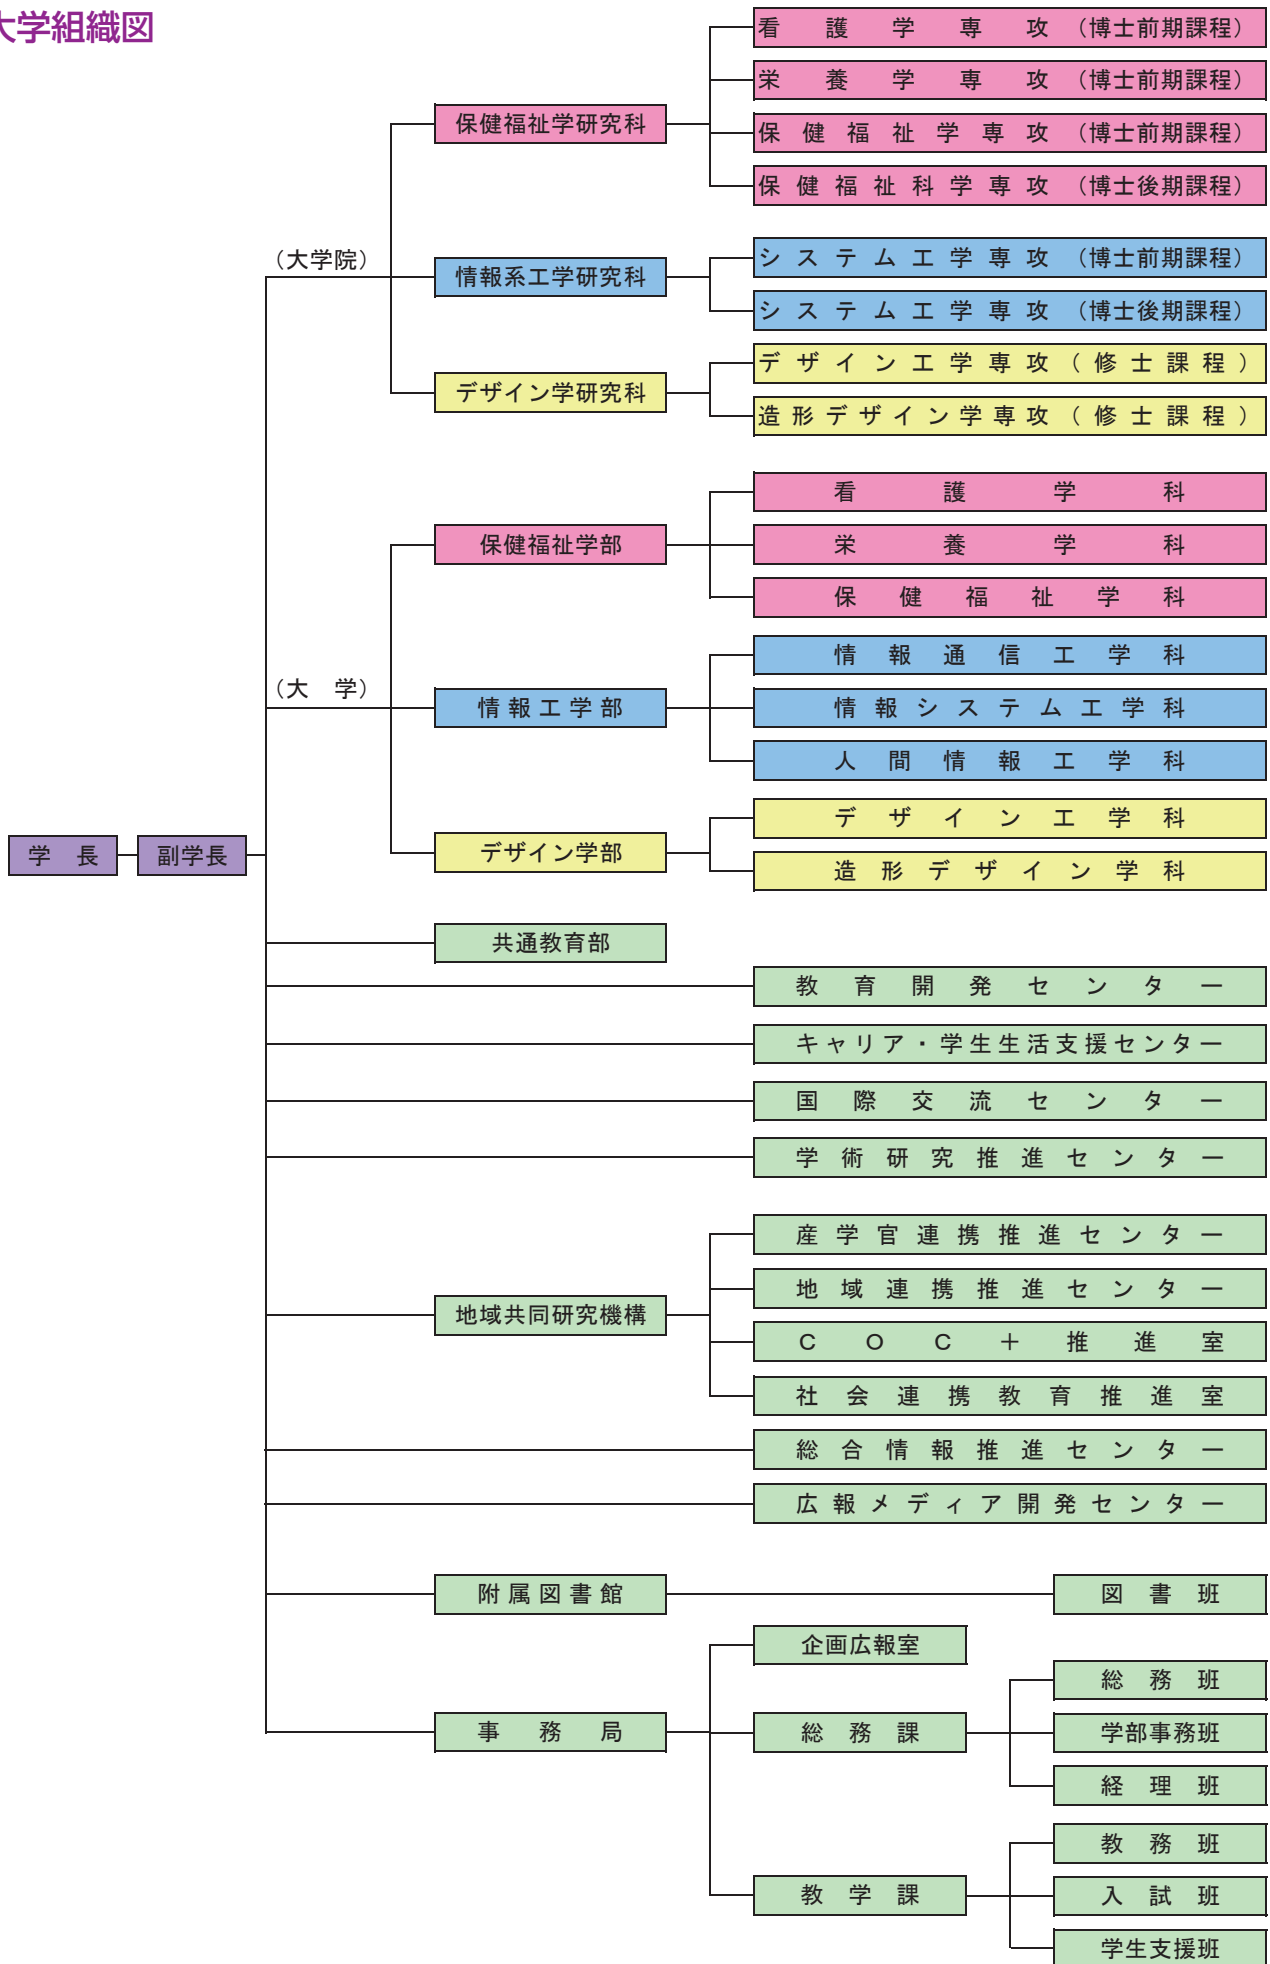 大学組織図
看護学専攻（博士前期課程）
栄養学専攻（博士前期課程）
保健福祉学研究科
保健福祉学専攻（博士前期課程）
保健福祉科学専攻（博士後期課程）
（大学院）
情報系工学研究科
システム工学専攻（博士前期課程）
システム工学専攻（博士後期課程）
デザイン学研究科
デザイン工学専攻（修士課程）
造形デザイン学専攻（修士課程）
看護学科
保健福祉学部
栄養学科
保健福祉学科
情報通信工学科
（大　学）
情報工学部
情報システム工学科
人間情報工学科
デザイン工学科
学　長
副学長
デザイン学部
造形デザイン学科
共通教育部
教育開発センター
キャリア・学生生活支援センター
国際交流センター
学術研究推進センター
産学官連携推進センター
地域連携推進センター
地域共同研究機構
ＣＯＣ＋推進室
社会連携教育推進室
総合情報推進センター
広報メディア開発センター
附属図書館
図書班
企画広報室
総務班
事務局
総務課
学部事務班
経理班
教務班
教学課
入試班
学生支援班